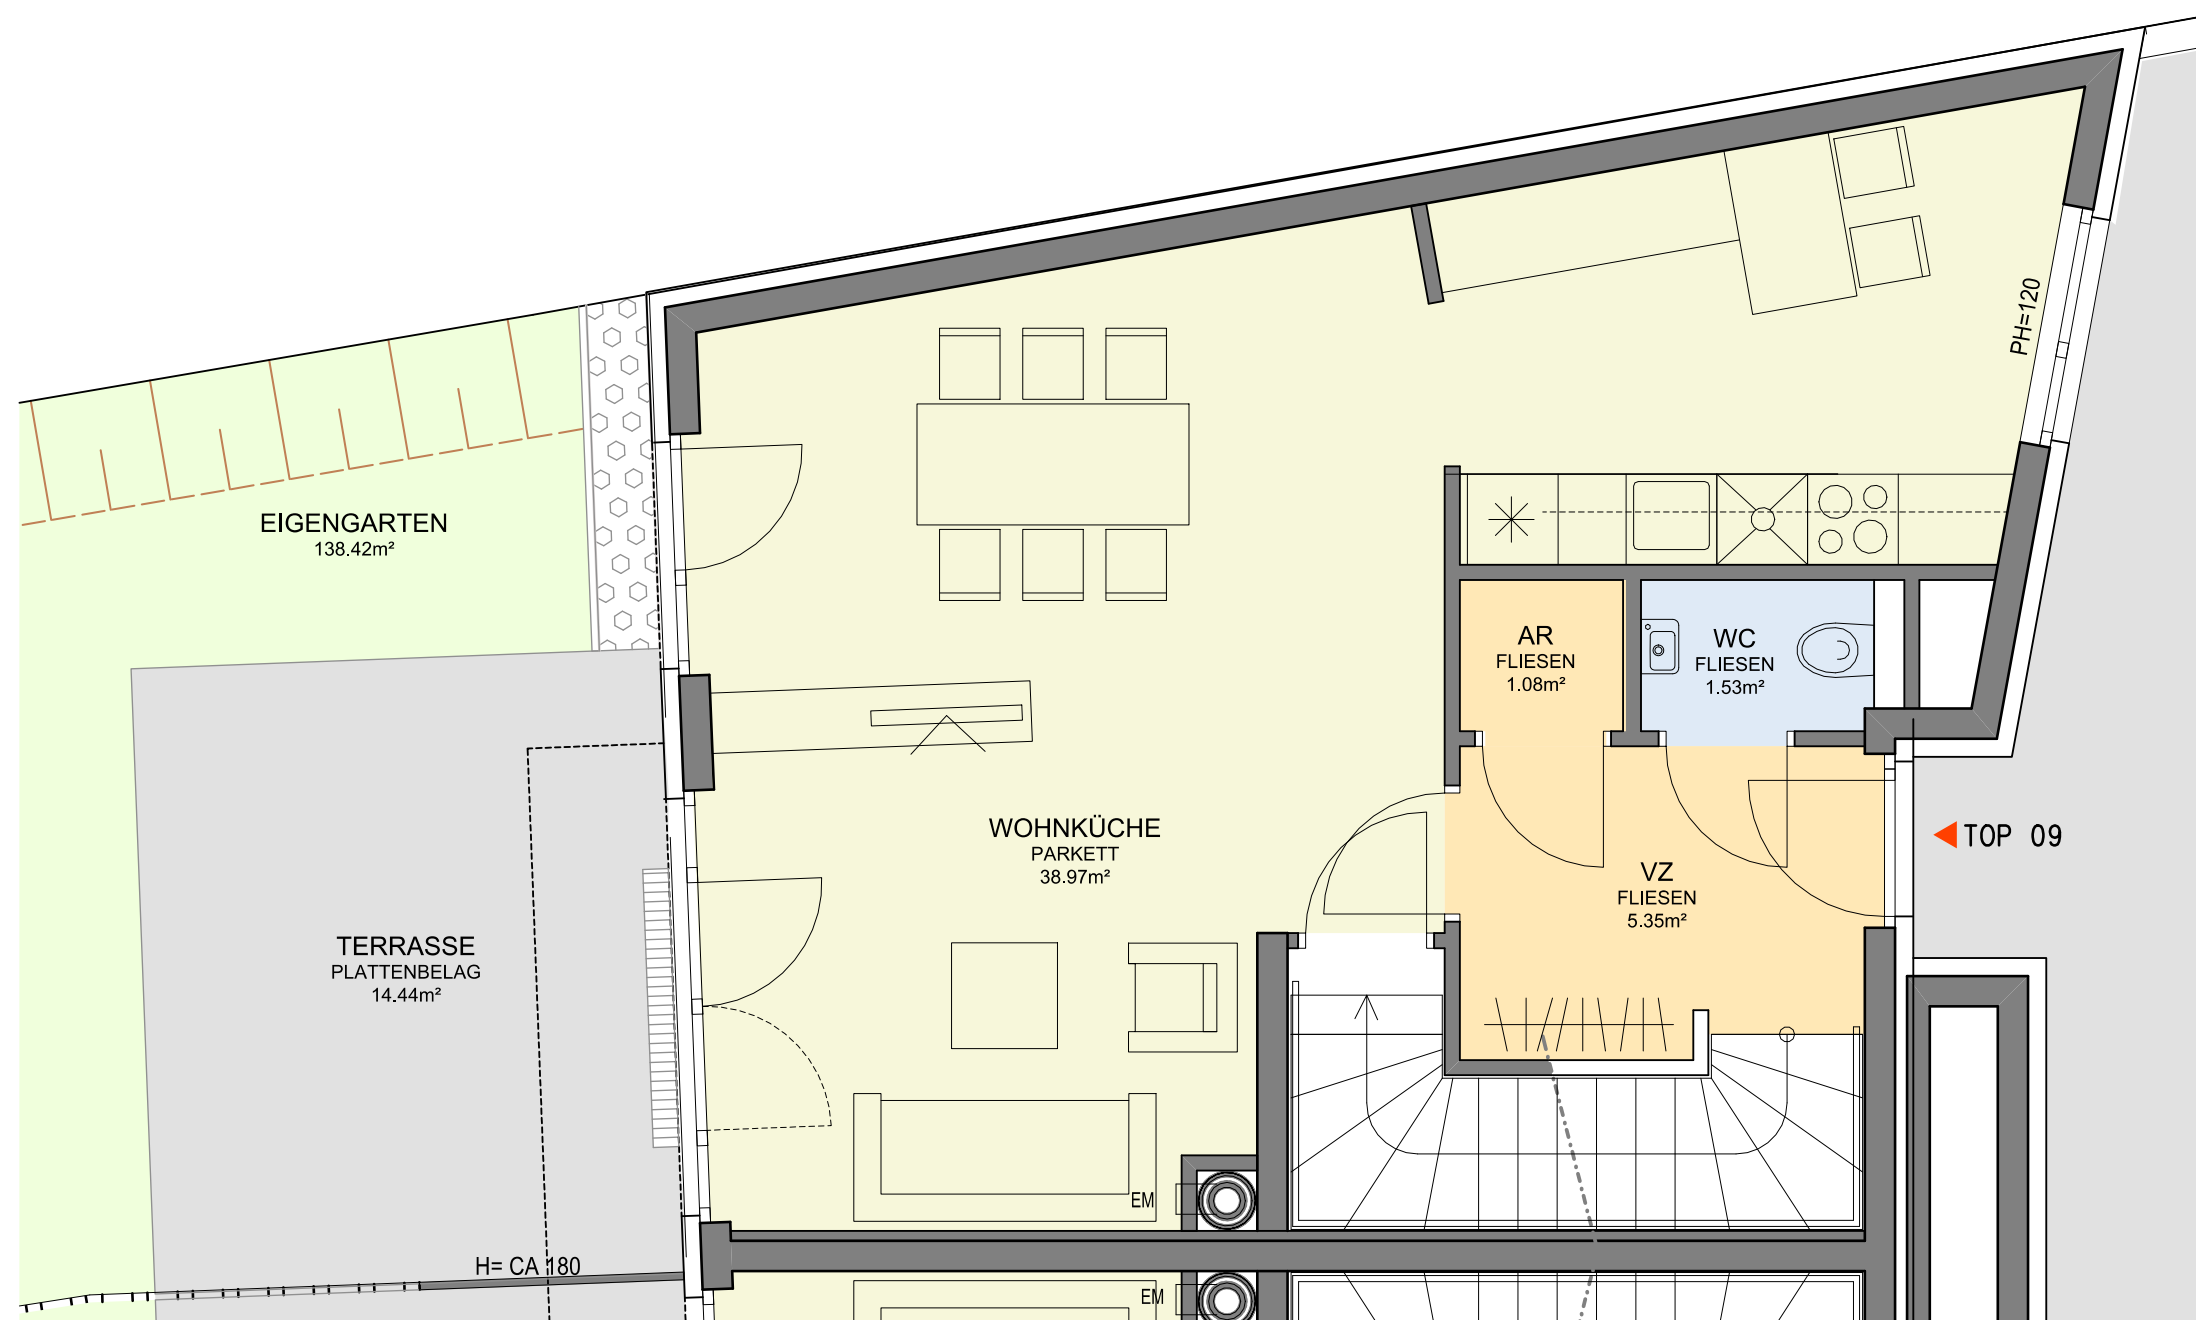 PH=120
EIGENGARTEN
138.42m²
AR
FLIESEN
1.08m²
WC
FLIESEN
1.53m²
WOHNKÜCHE
PARKETT
38.97m²
TOP 09
VZ
FLIESEN
5.35m²
TERRASSE
PLATTENBELAG
14.44m²
EM
H= CA 180
EM